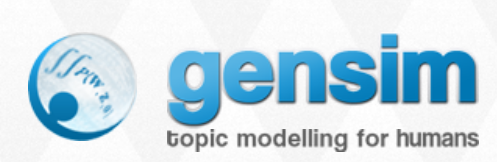 ∫∫P(W,Z,θ)
gensim
topic modelling for humans